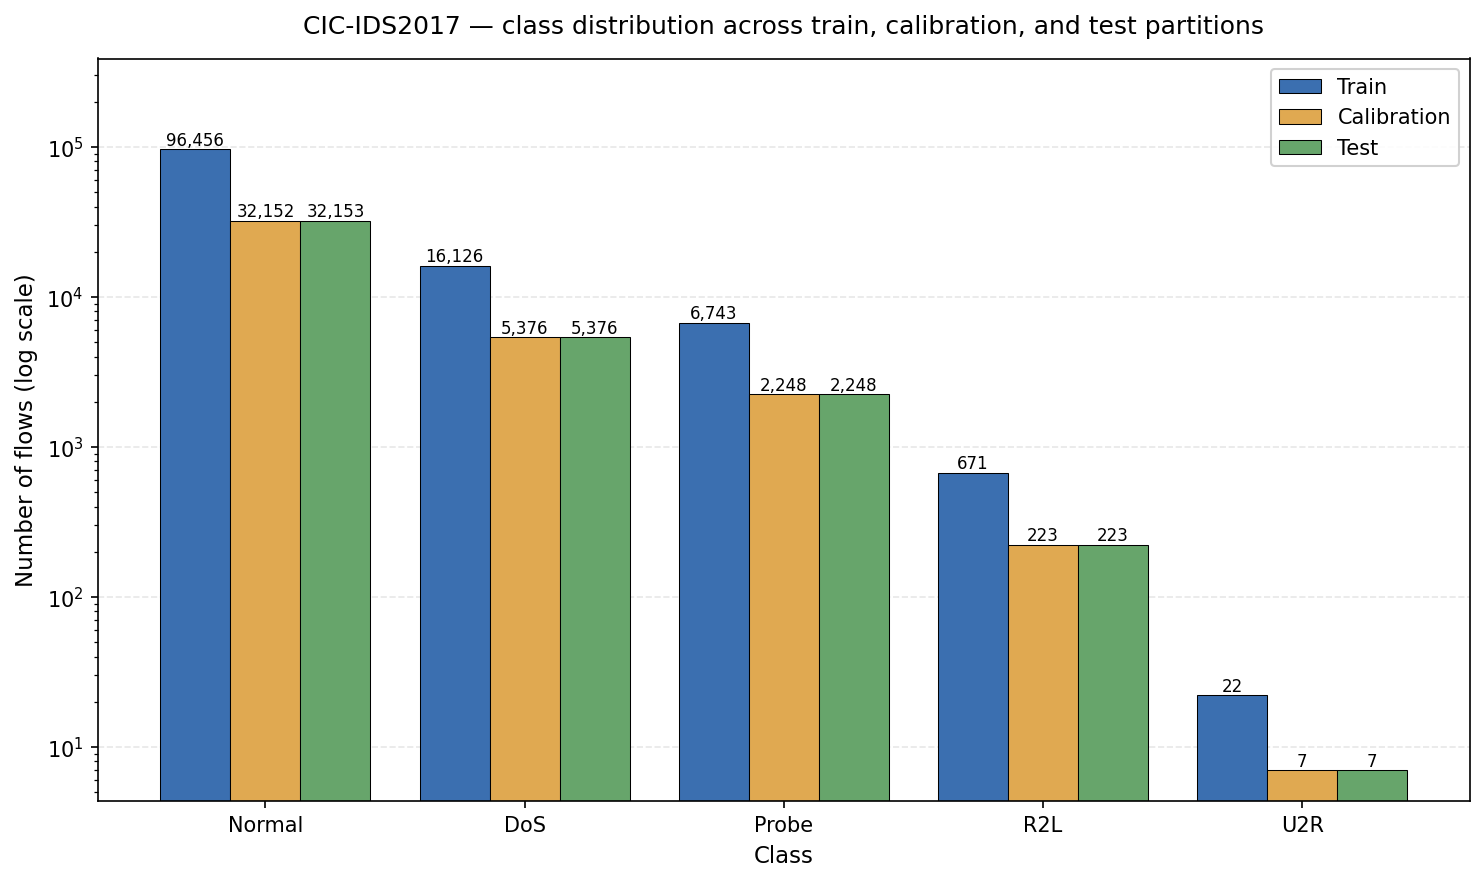 CIC-IDS2017 — class distribution across train, calibration, and test partitions
Train
Calibration
Test
Number of flows (log scale)
10^5
10^4
10^3
10^2
10^1
96,456
32,152
32,153
16,126
5,376
5,376
6,743
2,248
2,248
671
223
223
22
7
7
Normal
DoS
Probe
R2L
U2R
Class